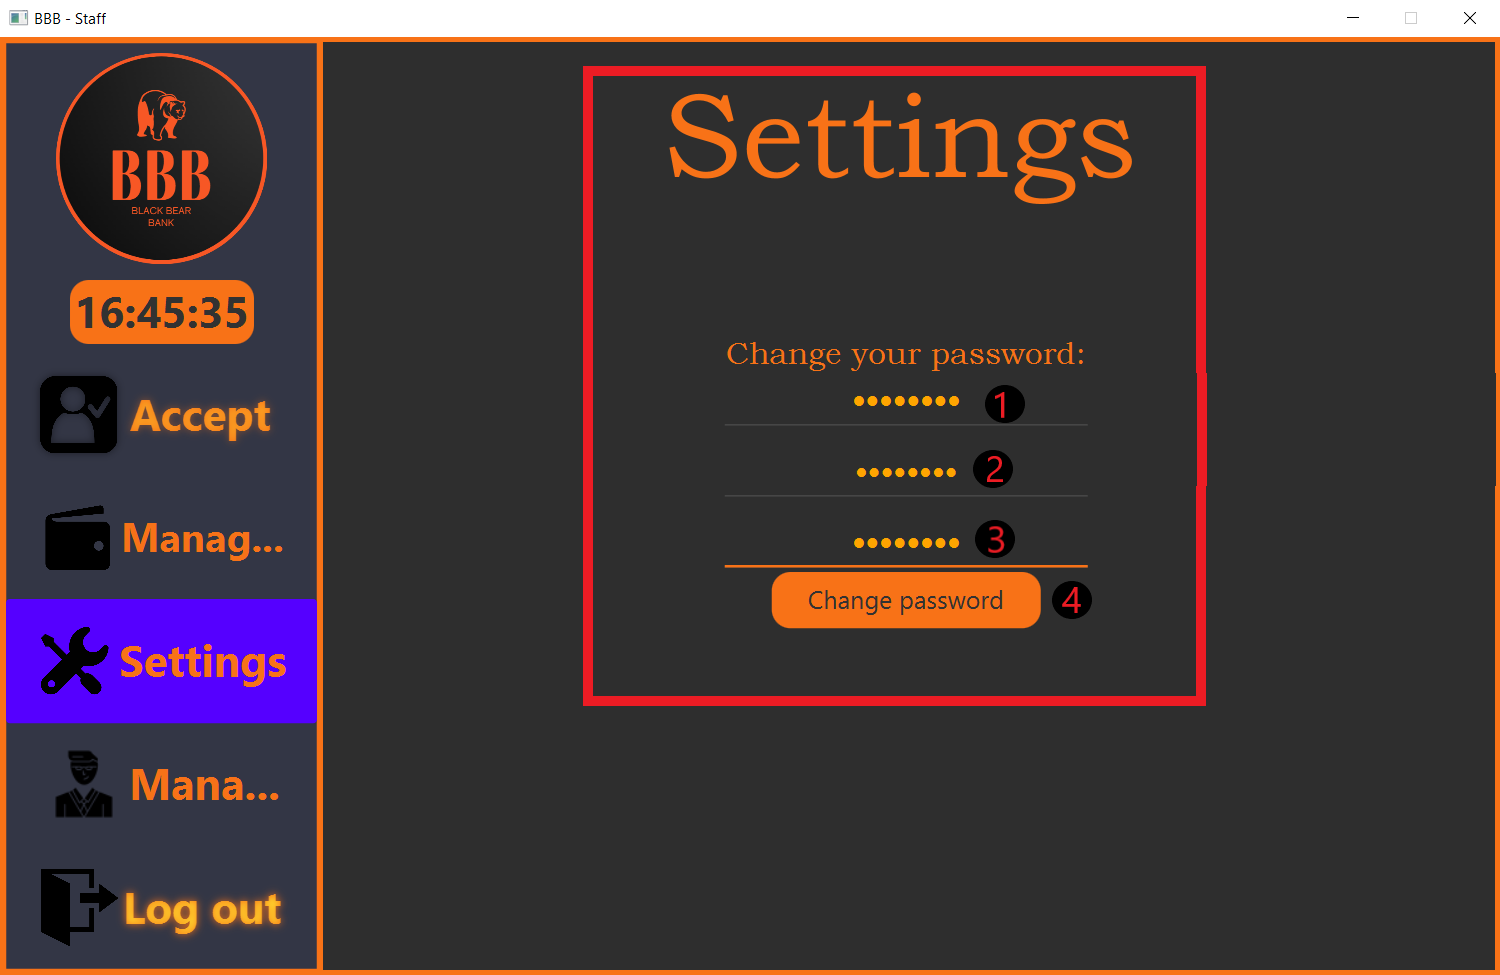 BBB - Staff
BBB
BLACK BEAR
BANK
16:45:35
Accept
Manag...
Settings
Mana...
Log out
Settings
Change your password:
•••••••• 1
•••••••• 2
•••••••• 3
Change password 4